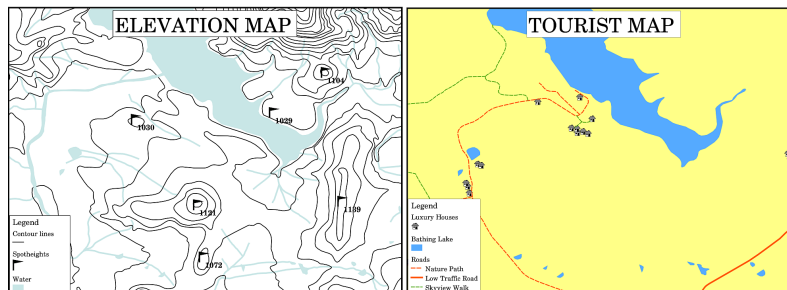 ELEVATION MAP
1104
1029
1030
1139
1121
1072
Legend
Contour lines
Spotheights
Water
TOURIST MAP
Legend
Luxury Houses
Bathing Lake
Roads
Nature Path
Low Traffic Road
Skyview Walk